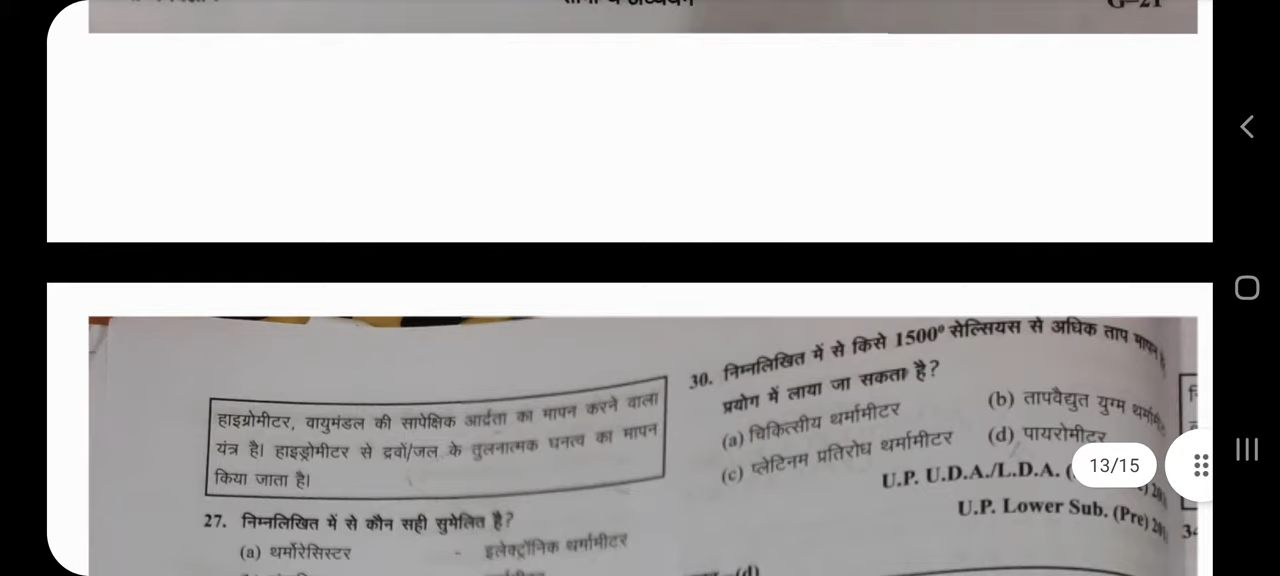 हाइग्रोमीटर, वायुमंडल की सापेक्षिक आर्द्रता का मापन करने वाला
यंत्र है। हाइड्रोमीटर से द्रवों/जल के तुलनात्मक घनत्व का मापन
किया जाता है।
27. निम्नलिखित में से कौन सही सुमेलित है?
(a) थर्मोरेसिस्टर - इलेक्ट्रॉनिक थर्मामीटर
30. निम्नलिखित में से किसे 1500° सेल्सियस से अधिक ताप मापन
प्रयोग में लाया जा सकता है?
(a) चिकित्सीय थर्मामीटर (b) तापवैद्युत युग्म
(c) प्लेटिनम प्रतिरोध थर्मामीटर (d) पायरोमीटर
U.P. U.D.A./L.D.A.
U.P. Lower Sub. (Pre)
(d)
13/15